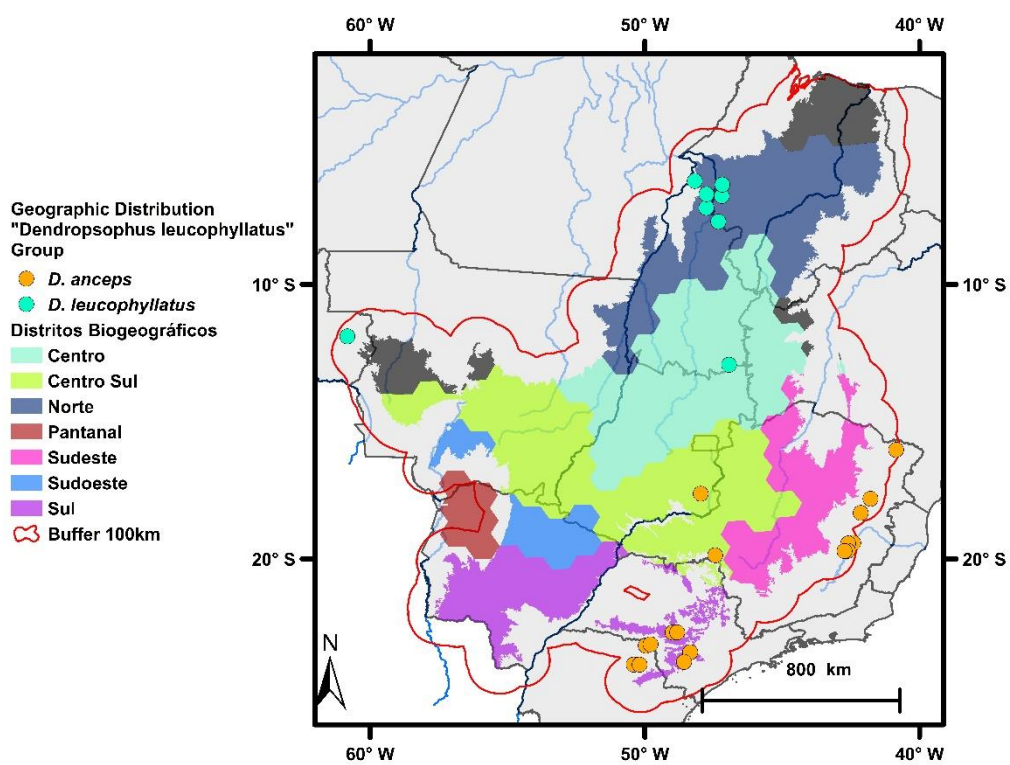 60° W 50° W 40° W
Geographic Distribution
"Dendropsophus leucophyllatus"
Group
D. anceps
D. leucophyllatus
Distritos Biogeográficos
Centro
Centro Sul
Norte
Pantanal
Sudeste
Sudoeste
Sul
Buffer 100km
10° S 10° S
20° S 20° S
N
800 km
60° W 50° W 40° W